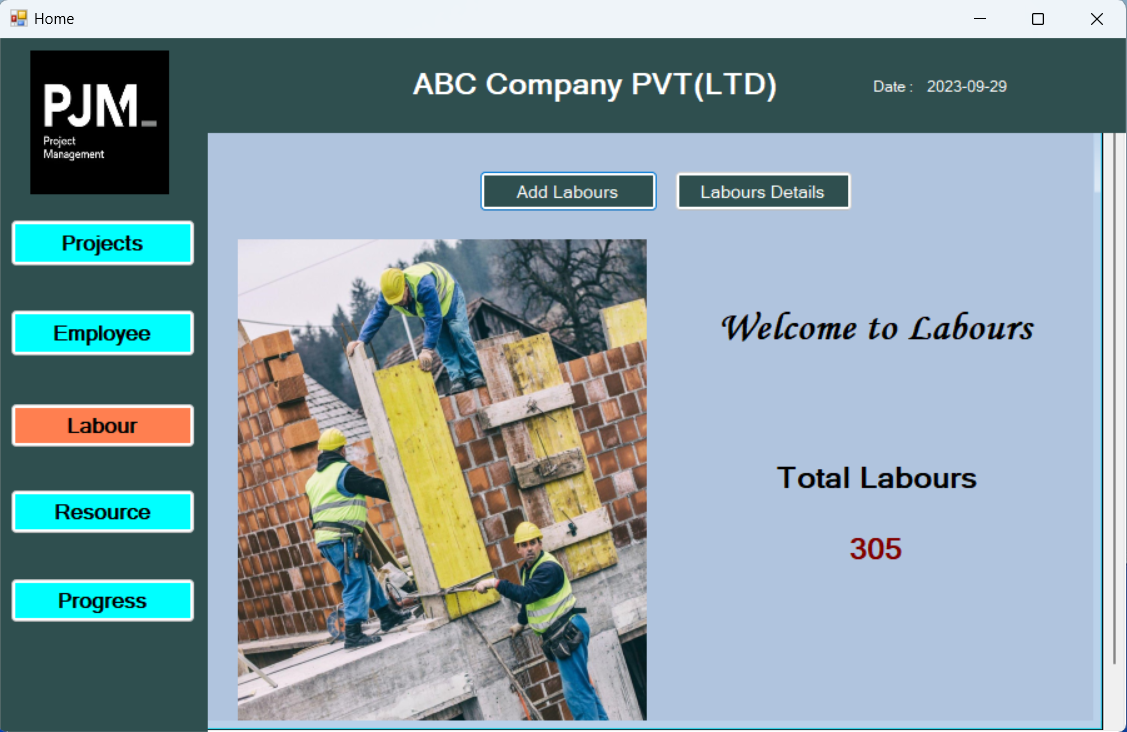 Home
PJM_
Project
Management
ABC Company PVT(LTD)
Date : 2023-09-29
Projects
Employee
Labour
Resource
Progress
Add Labours
Labours Details
Welcome to Labours
Total Labours
305